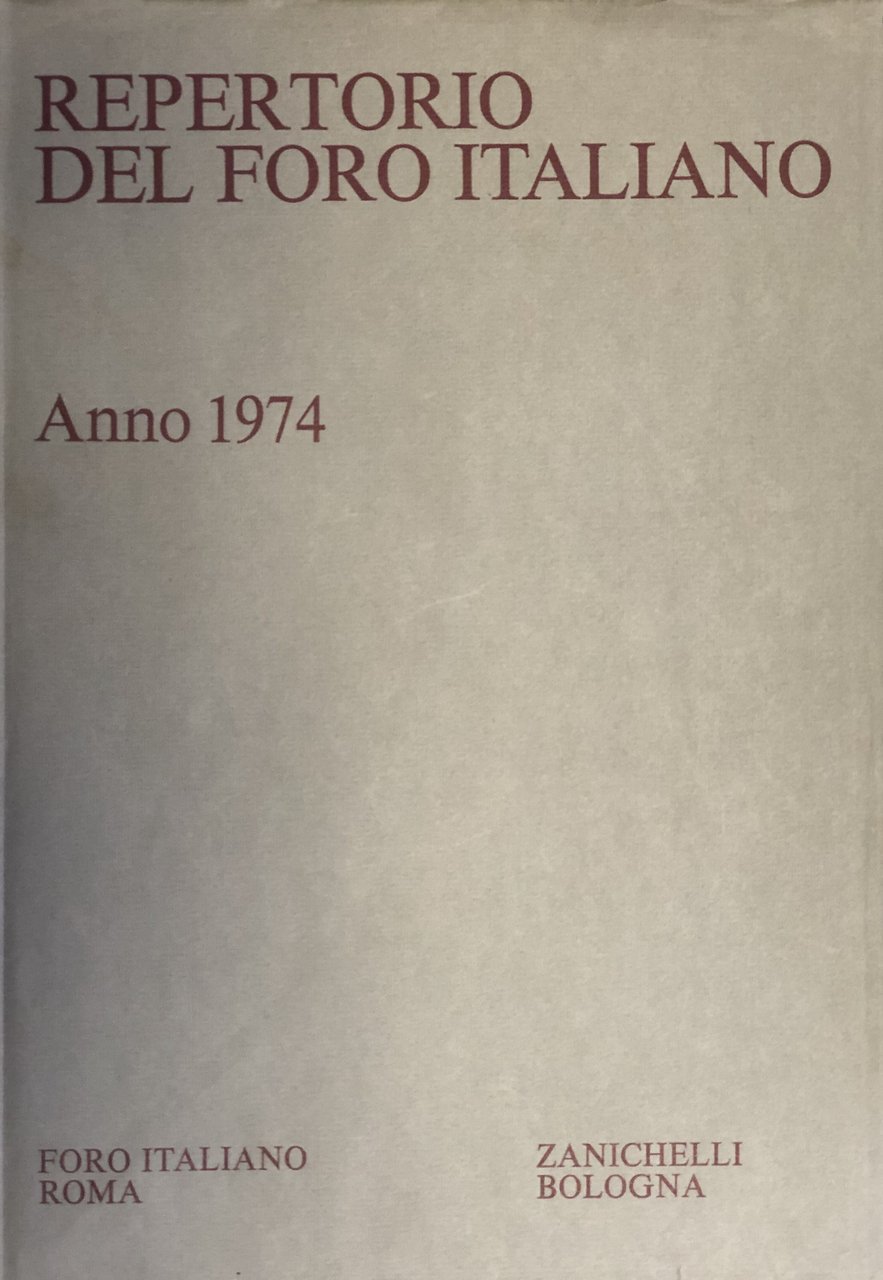 REPERTORIO
DEL FORO ITALIANO
Anno 1974
FORO ITALIANO
ROMA
ZANICHELLI
BOLOGNA